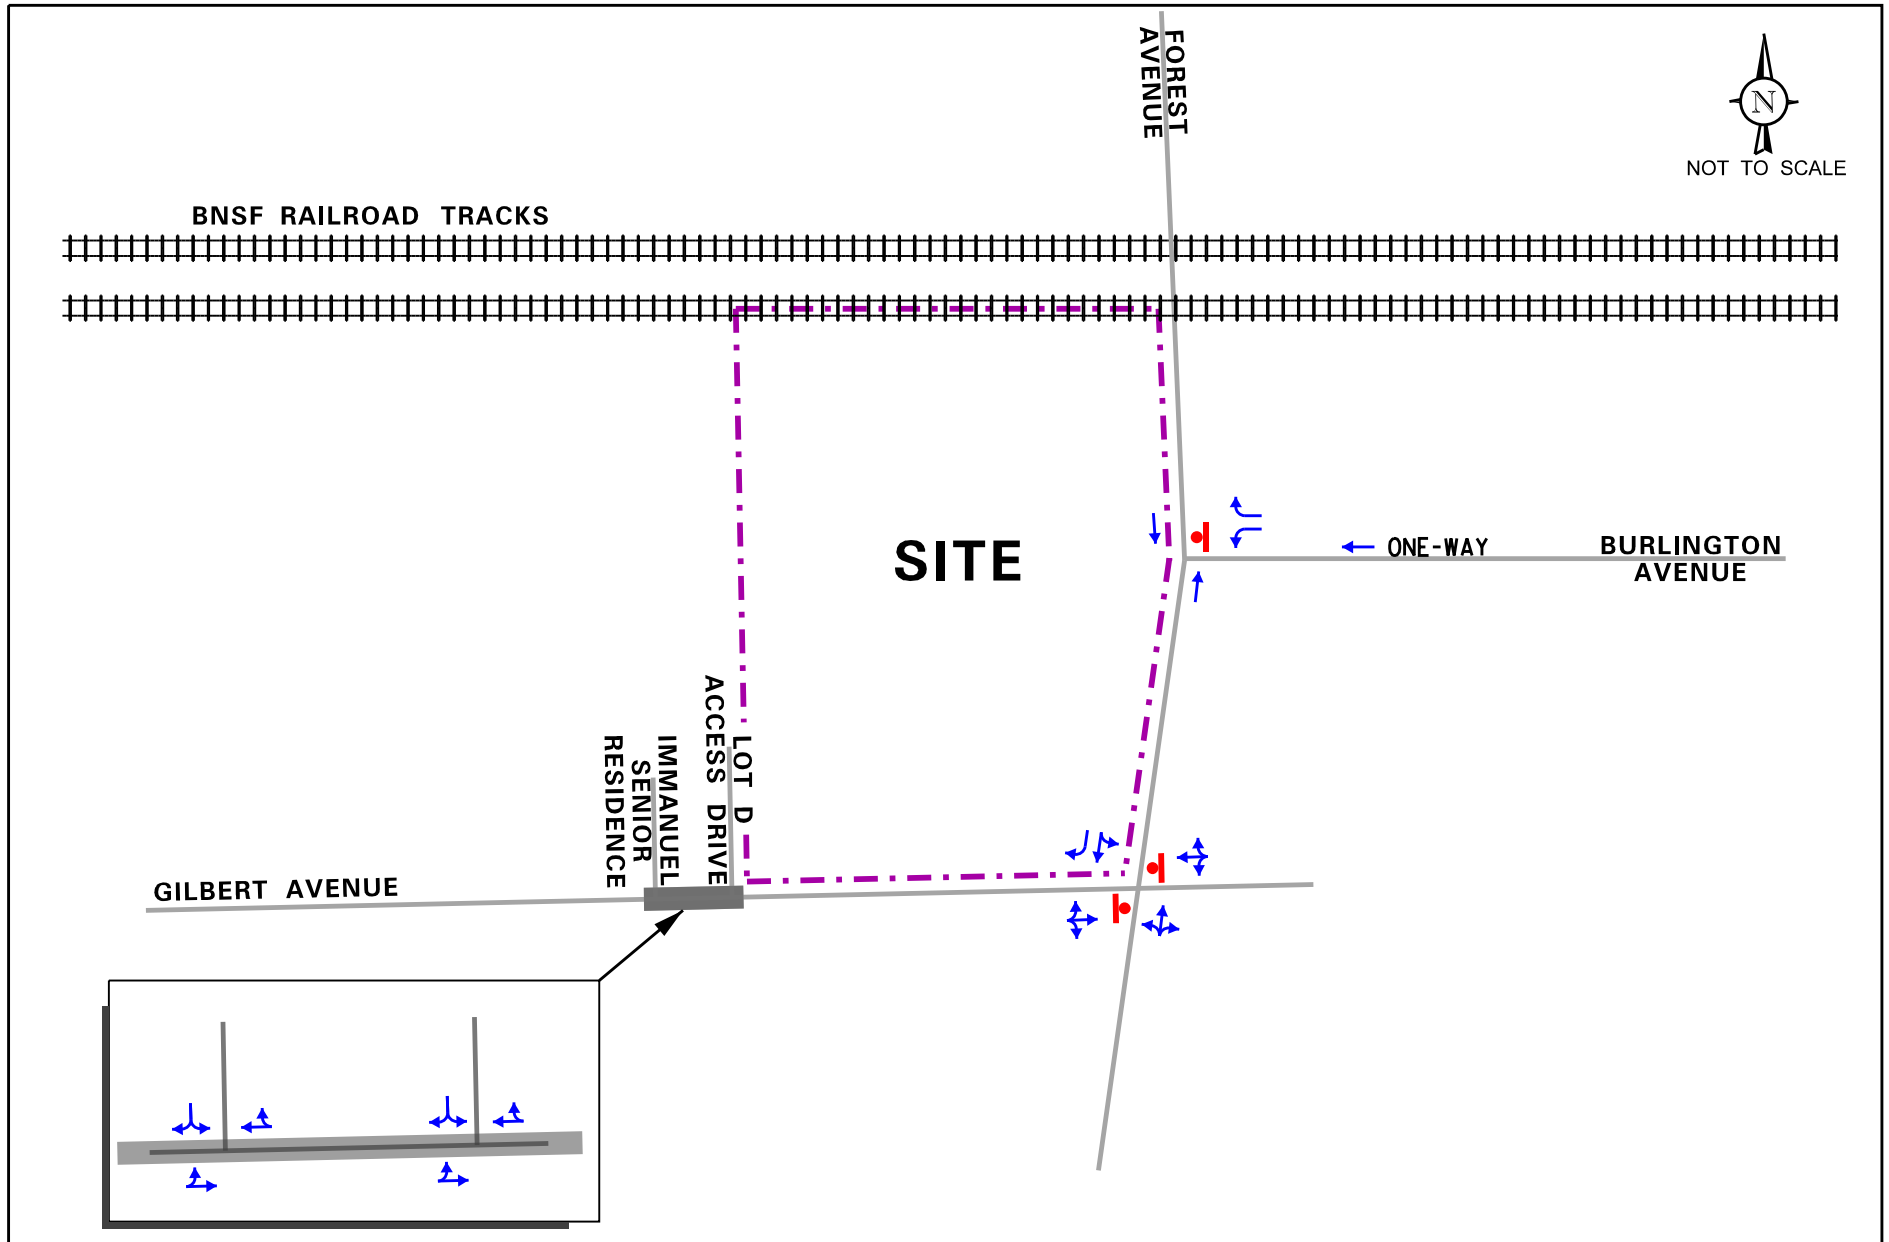 FOREST
AVENUE
N
NOT TO SCALE
BNSF RAILROAD TRACKS
SITE
ONE-WAY
BURLINGTON
AVENUE
LOT D
ACCESS DRIVE
IMMANUEL
SENIOR
RESIDENCE
GILBERT AVENUE